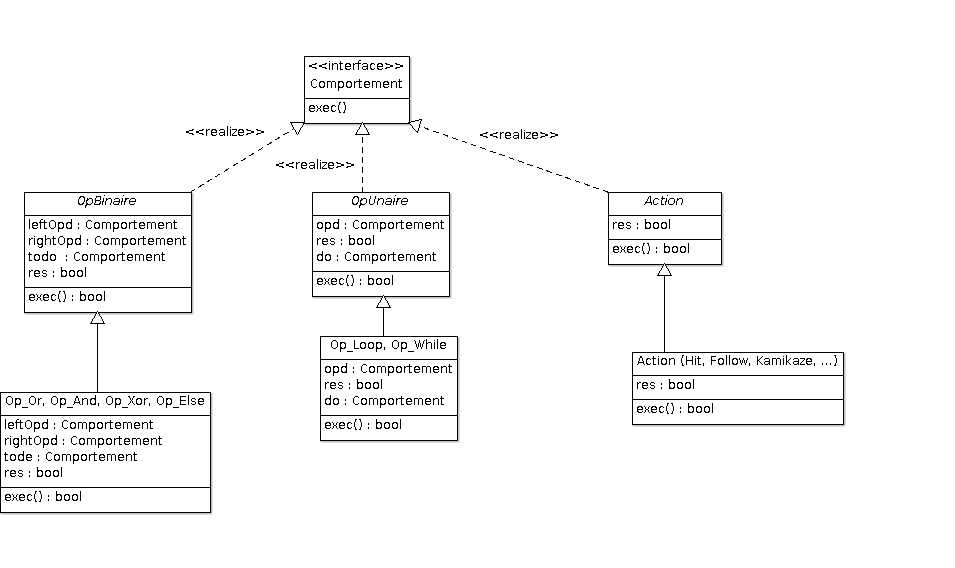 <<interface>>
Comportement
exec()
<<realize>>
<<realize>>
<<realize>>
OpBinaire
leftOpd : Comportement
rightOpd : Comportement
todo : Comportement
res : bool
exec() : bool
OpUnaire
opd : Comportement
res : bool
do : Comportement
exec() : bool
Action
res : bool
exec() : bool
Op_Or, Op_And, Op_Xor, Op_Else
leftOpd : Comportement
rightOpd : Comportement
tode : Comportement
res : bool
exec() : bool
Op_Loop, Op_While
opd : Comportement
res : bool
do : Comportement
exec() : bool
Action (Hit, Follow, Kamikaze, ...)
res : bool
exec() : bool